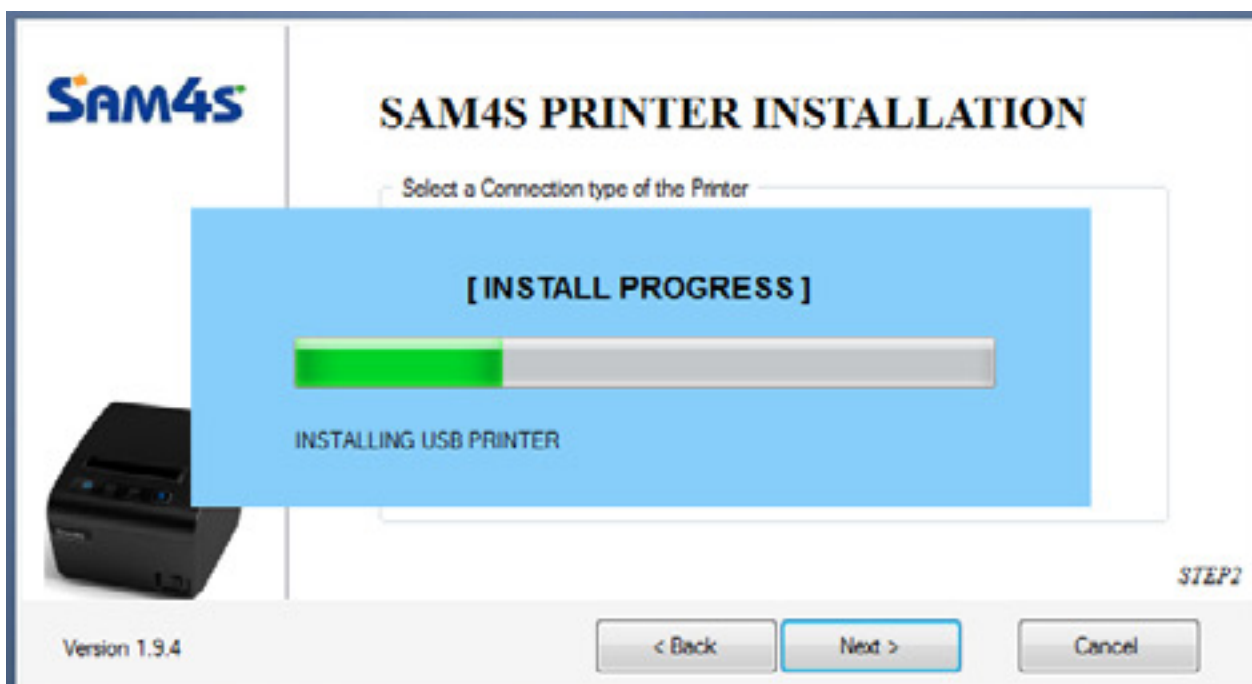 SAM4S
SAM4S PRINTER INSTALLATION
Select a Connection type of the Printer
[ INSTALL PROGRESS ]
INSTALLING USB PRINTER
STEP2
Version 1.9.4
< Back
Next >
Cancel